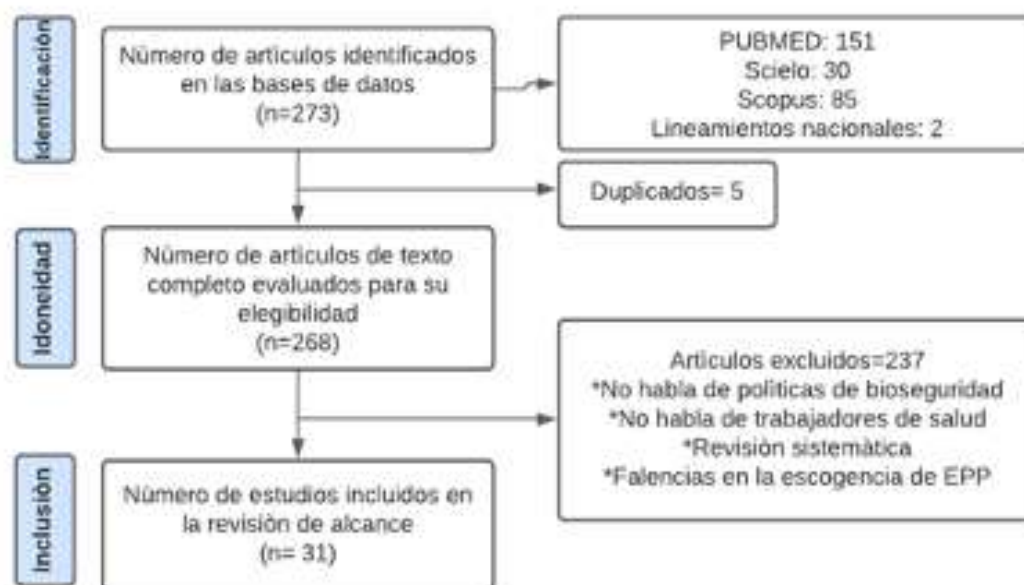 Identificación
Número de artículos identificados
en las bases de datos
(n=273)
PUBMED: 151
Scielo: 30
Scopus: 85
Lineamientos nacionales: 2
Duplicados= 5
Idoneidad
Número de artículos de texto
completo evaluados para su
elegibilidad
(n=268)
Artículos excluidos=237
*No habla de políticas de bioseguridad
*No habla de trabajadores de salud
*Revisión sistemàtica
*Falencias en la escogencia de EPP
Inclusión
Número de estudios incluidos en
la revisiòn de alcance
(n= 31)